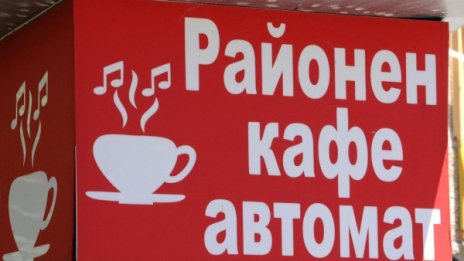 Районен
кафе
автомат